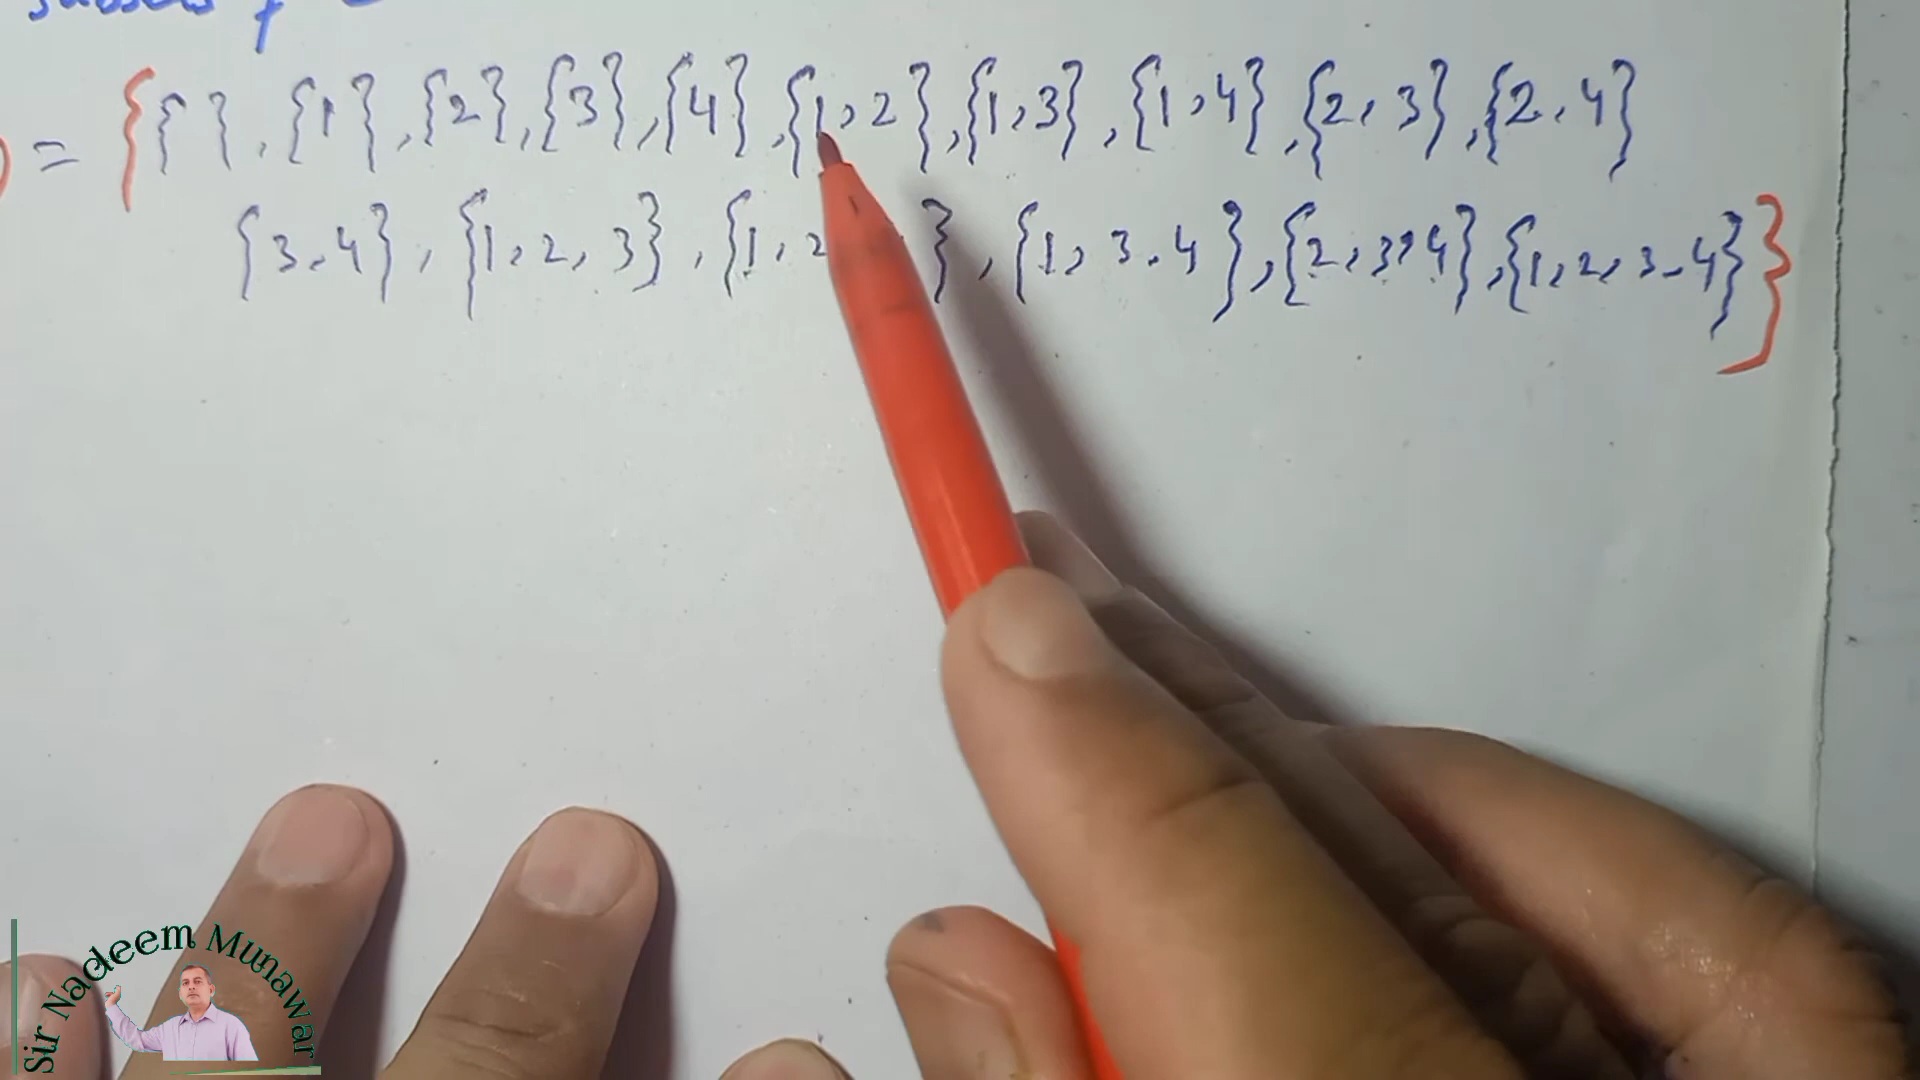 subsets
) = { { }, {1}, {2}, {3}, {4}, {1, 2}, {1, 3}, {1, 4}, {2, 3}, {2, 4}
{3, 4}, {1, 2, 3}, {1, 2 }, {1, 3, 4}, {2, 3, 4}, {1, 2, 3, 4} }
Sir Nadeem Munawar